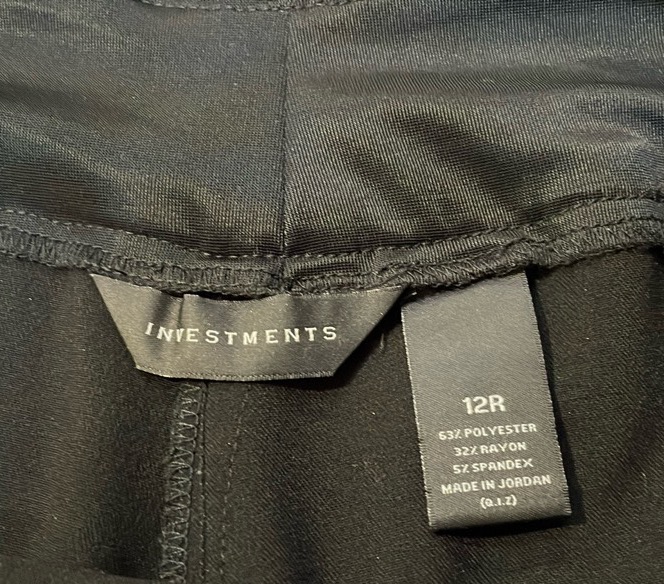 INVESTMENTS
12R
63% POLYESTER
32% RAYON
5% SPANDEX
MADE IN JORDAN
(Q.I.Z)